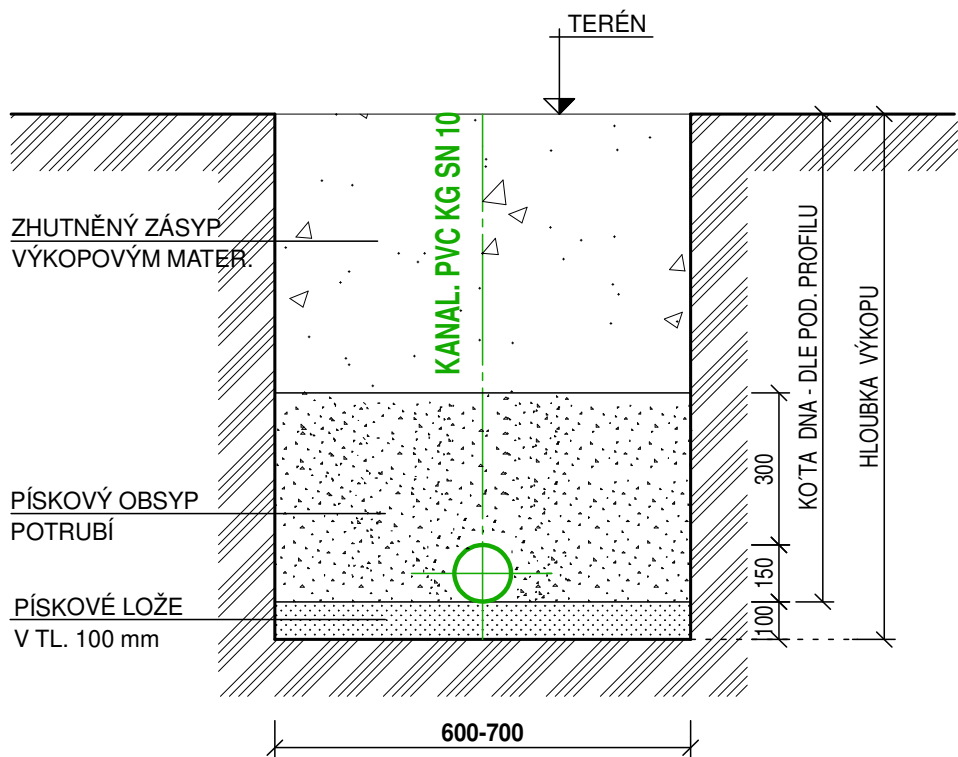 TERÉN
KANAL. PVC KG SN 10
ZHUTNĚNÝ ZÁSYP
VÝKOPOVÝM MATER.
PÍSKOVÝ OBSYP
POTRUBÍ
PÍSKOVÉ LOŽE
V TL. 100 mm
300
150
100
KÓTA DNA - DLE POD. PROFILU
HLOUBKA VÝKOPU
600-700